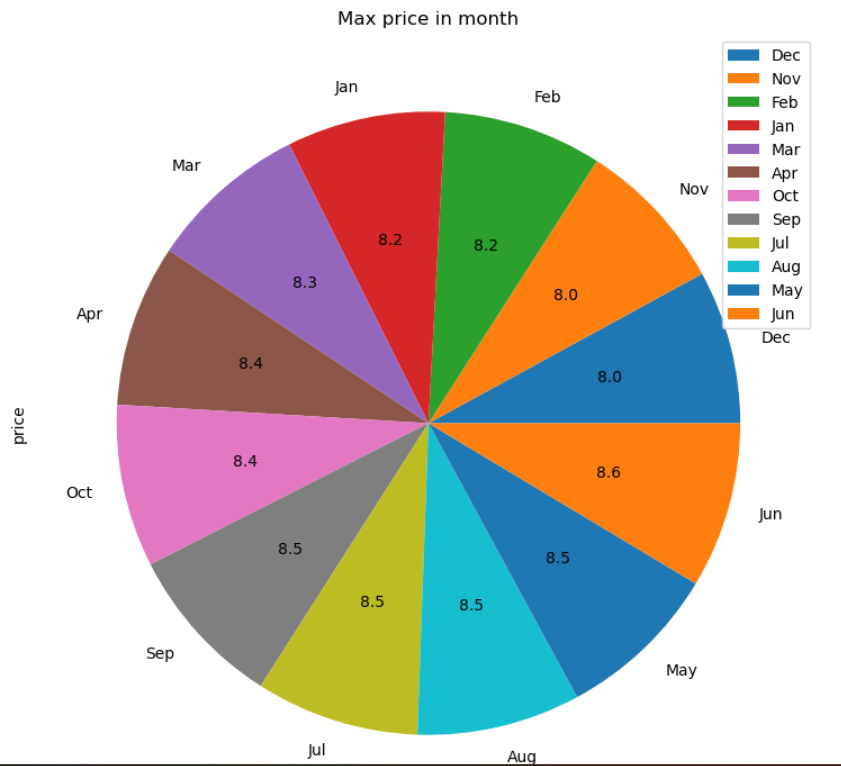 Max price in month
Dec
Nov
Feb
Jan
Mar
Apr
Oct
Sep
Jul
Aug
May
Jun
Jan
Feb
Mar
Nov
8.2
8.2
8.3
8.0
Apr
Dec
8.4
8.0
price
8.4
8.6
Oct
Jun
8.5
8.5
8.5
8.5
Sep
May
Jul
Aug